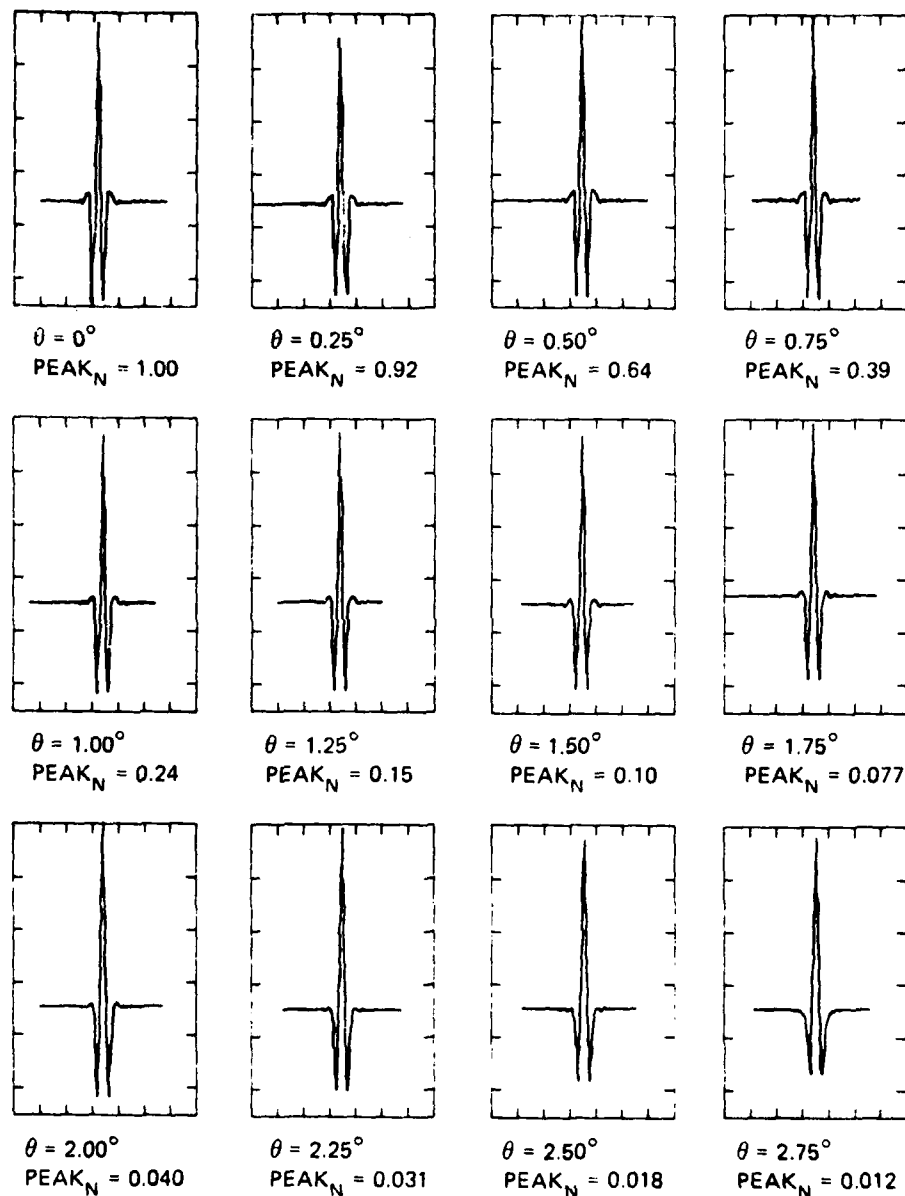 θ = 0°
PEAK_N = 1.00
θ = 0.25°
PEAK_N = 0.92
θ = 0.50°
PEAK_N = 0.64
θ = 0.75°
PEAK_N = 0.39
θ = 1.00°
PEAK_N = 0.24
θ = 1.25°
PEAK_N = 0.15
θ = 1.50°
PEAK_N = 0.10
θ = 1.75°
PEAK_N = 0.077
θ = 2.00°
PEAK_N = 0.040
θ = 2.25°
PEAK_N = 0.031
θ = 2.50°
PEAK_N = 0.018
θ = 2.75°
PEAK_N = 0.012